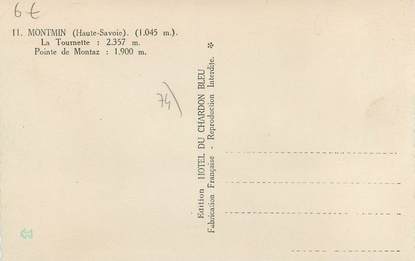 6€
11. MONTMIN (Haute-Savoie). (1.045 m.).
La Tournette : 2.357 m.
Pointe de Montaz : 1.900 m.
74)
Edition HOTEL DU CHARDON BLEU
Fabrication Française - Reproduction Interdite.